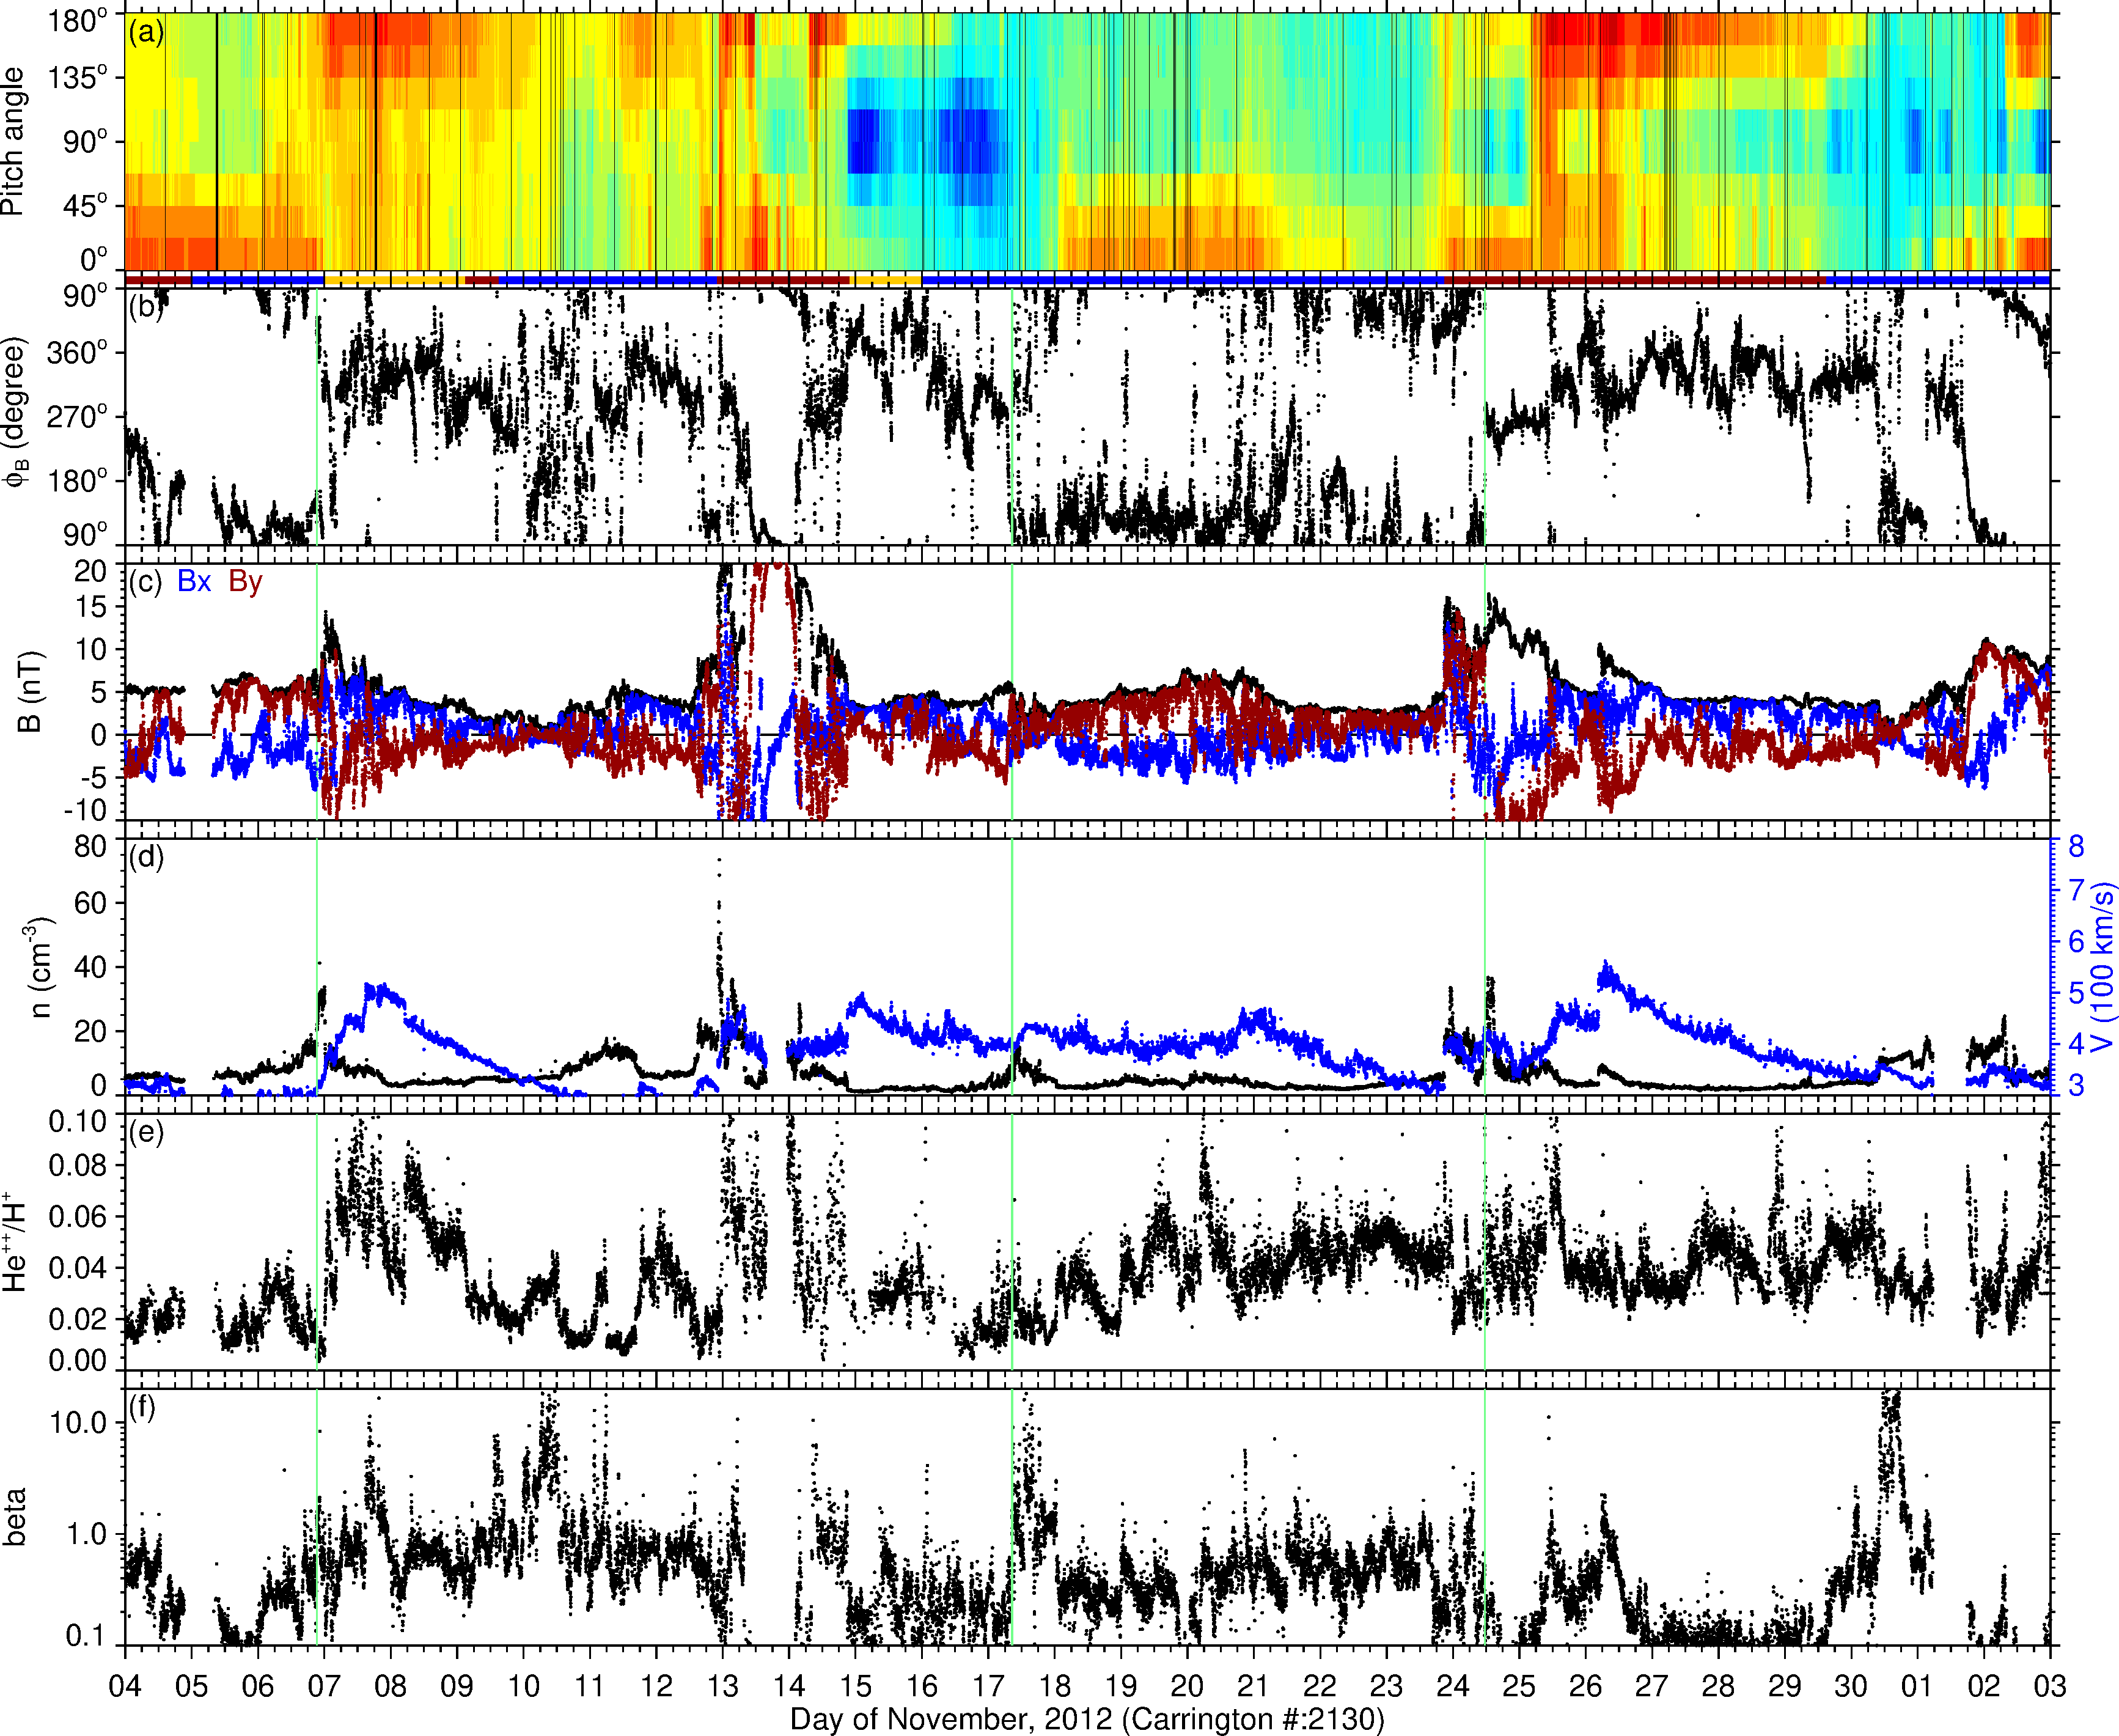 (a)
Pitch angle
180°
135°
90°
45°
0°
(b)
ϕB (degree)
90°
360°
270°
180°
90°
(c) Bx By
B (nT)
20
15
10
5
0
-5
-10
(d)
n (cm-3)
80
60
40
20
0
V (100 km/s)
8
7
6
5
4
3
(e)
He++/H+
0.10
0.08
0.06
0.04
0.02
0.00
(f)
beta
10.0
1.0
0.1
04 05 06 07 08 09 10 11 12 13 14 15 16 17 18 19 20 21 22 23 24 25 26 27 28 29 30 01 02 03
Day of November, 2012 (Carrington #:2130)